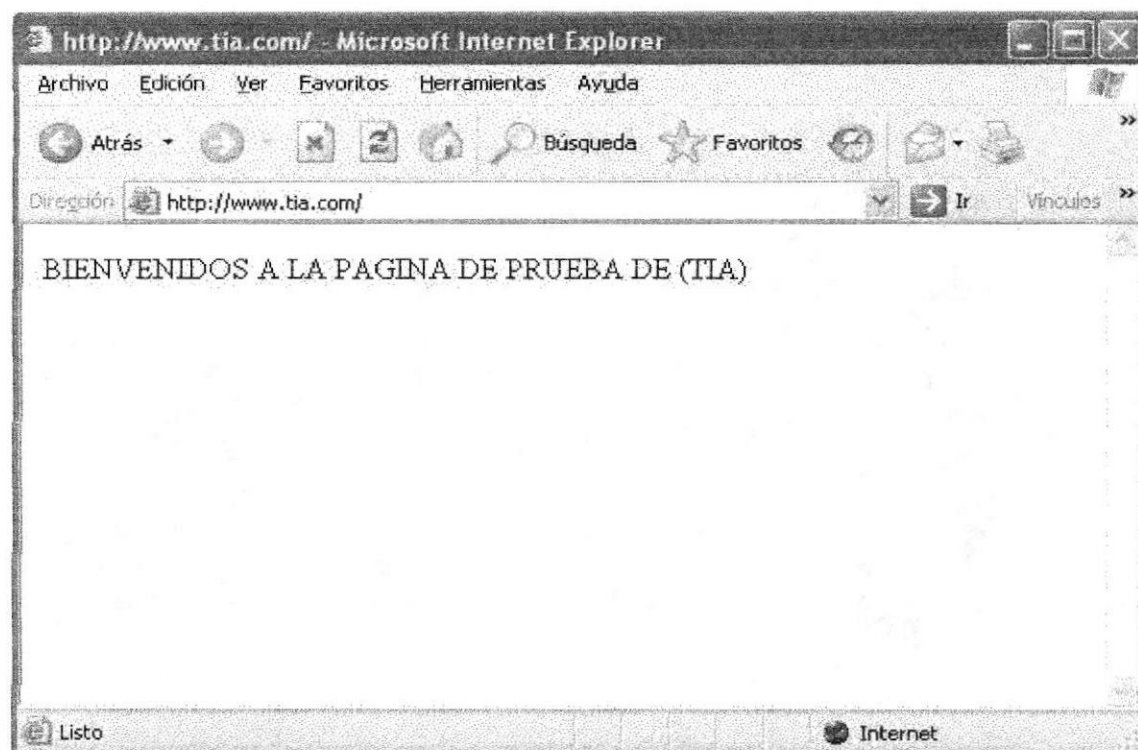 http://www.tia.com/ - Microsoft Internet Explorer
Archivo Edición Ver Favoritos Herramientas Ayuda
Atrás Búsqueda Favoritos »
Dirección http://www.tia.com/ Ir Vínculos »
BIENVENIDOS A LA PAGINA DE PRUEBA DE (TIA)
Listo Internet